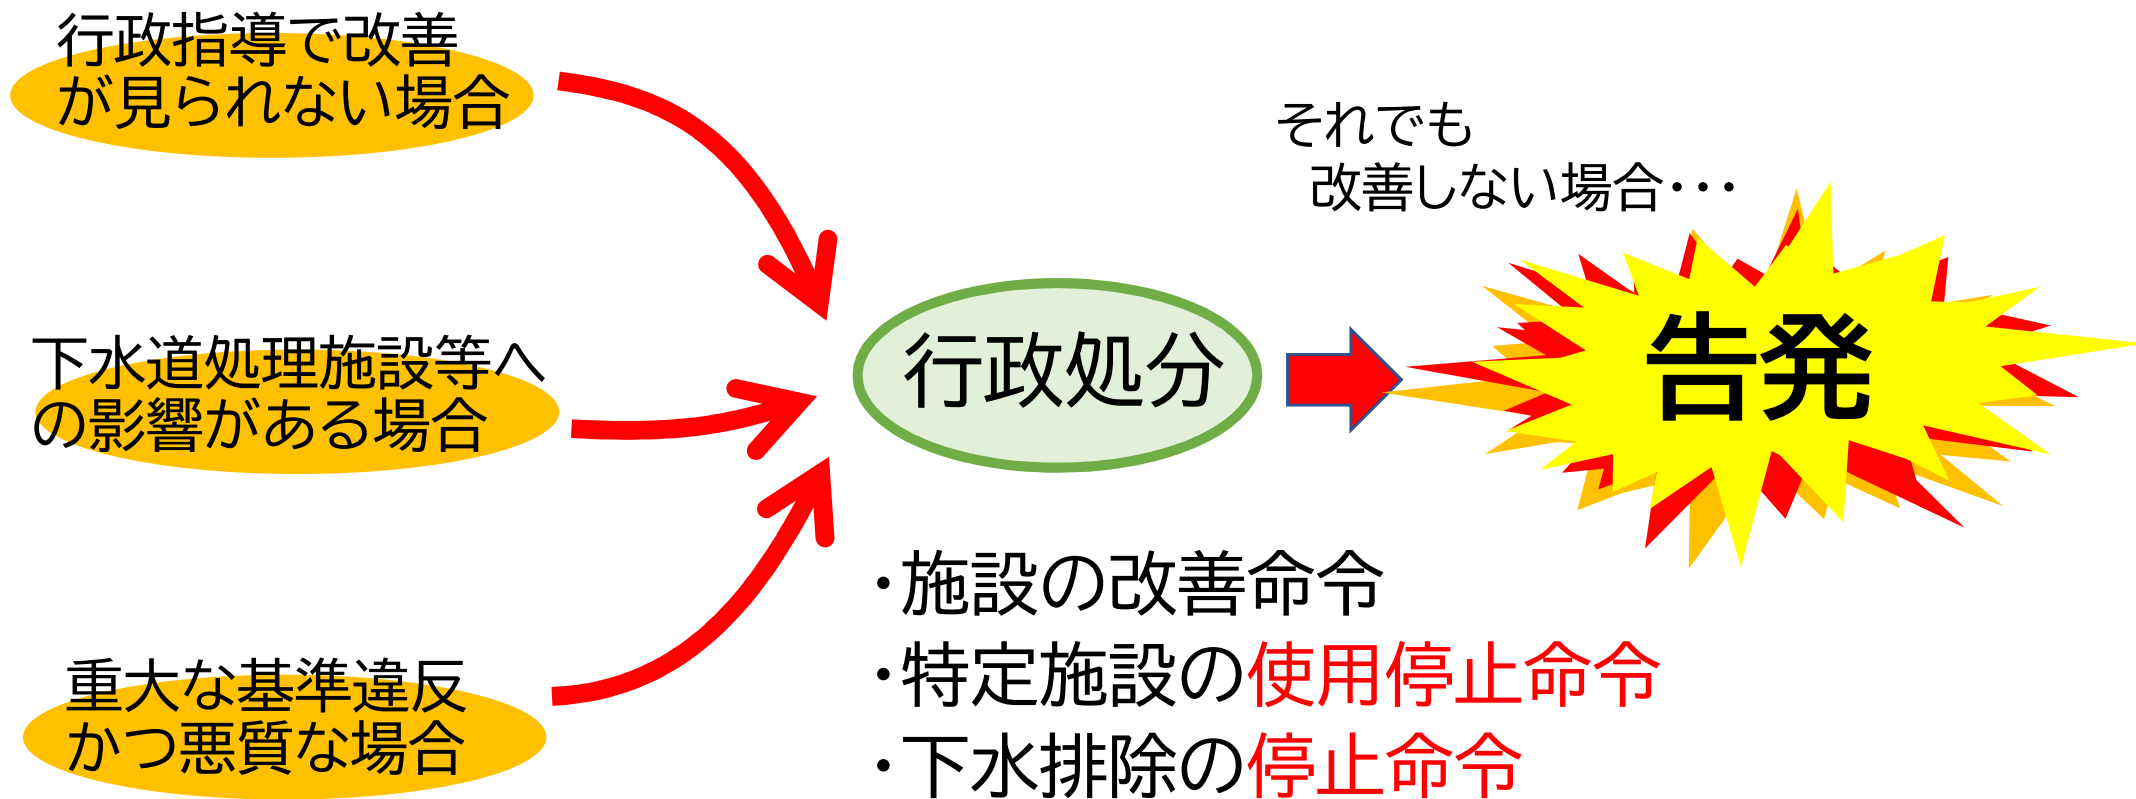 行政指導で改善
が見られない場合
下水道処理施設等へ
の影響がある場合
重大な基準違反
かつ悪質な場合
行政処分
・施設の改善命令
・特定施設の使用停止命令
・下水排除の停止命令
それでも
改善しない場合・・・
告発